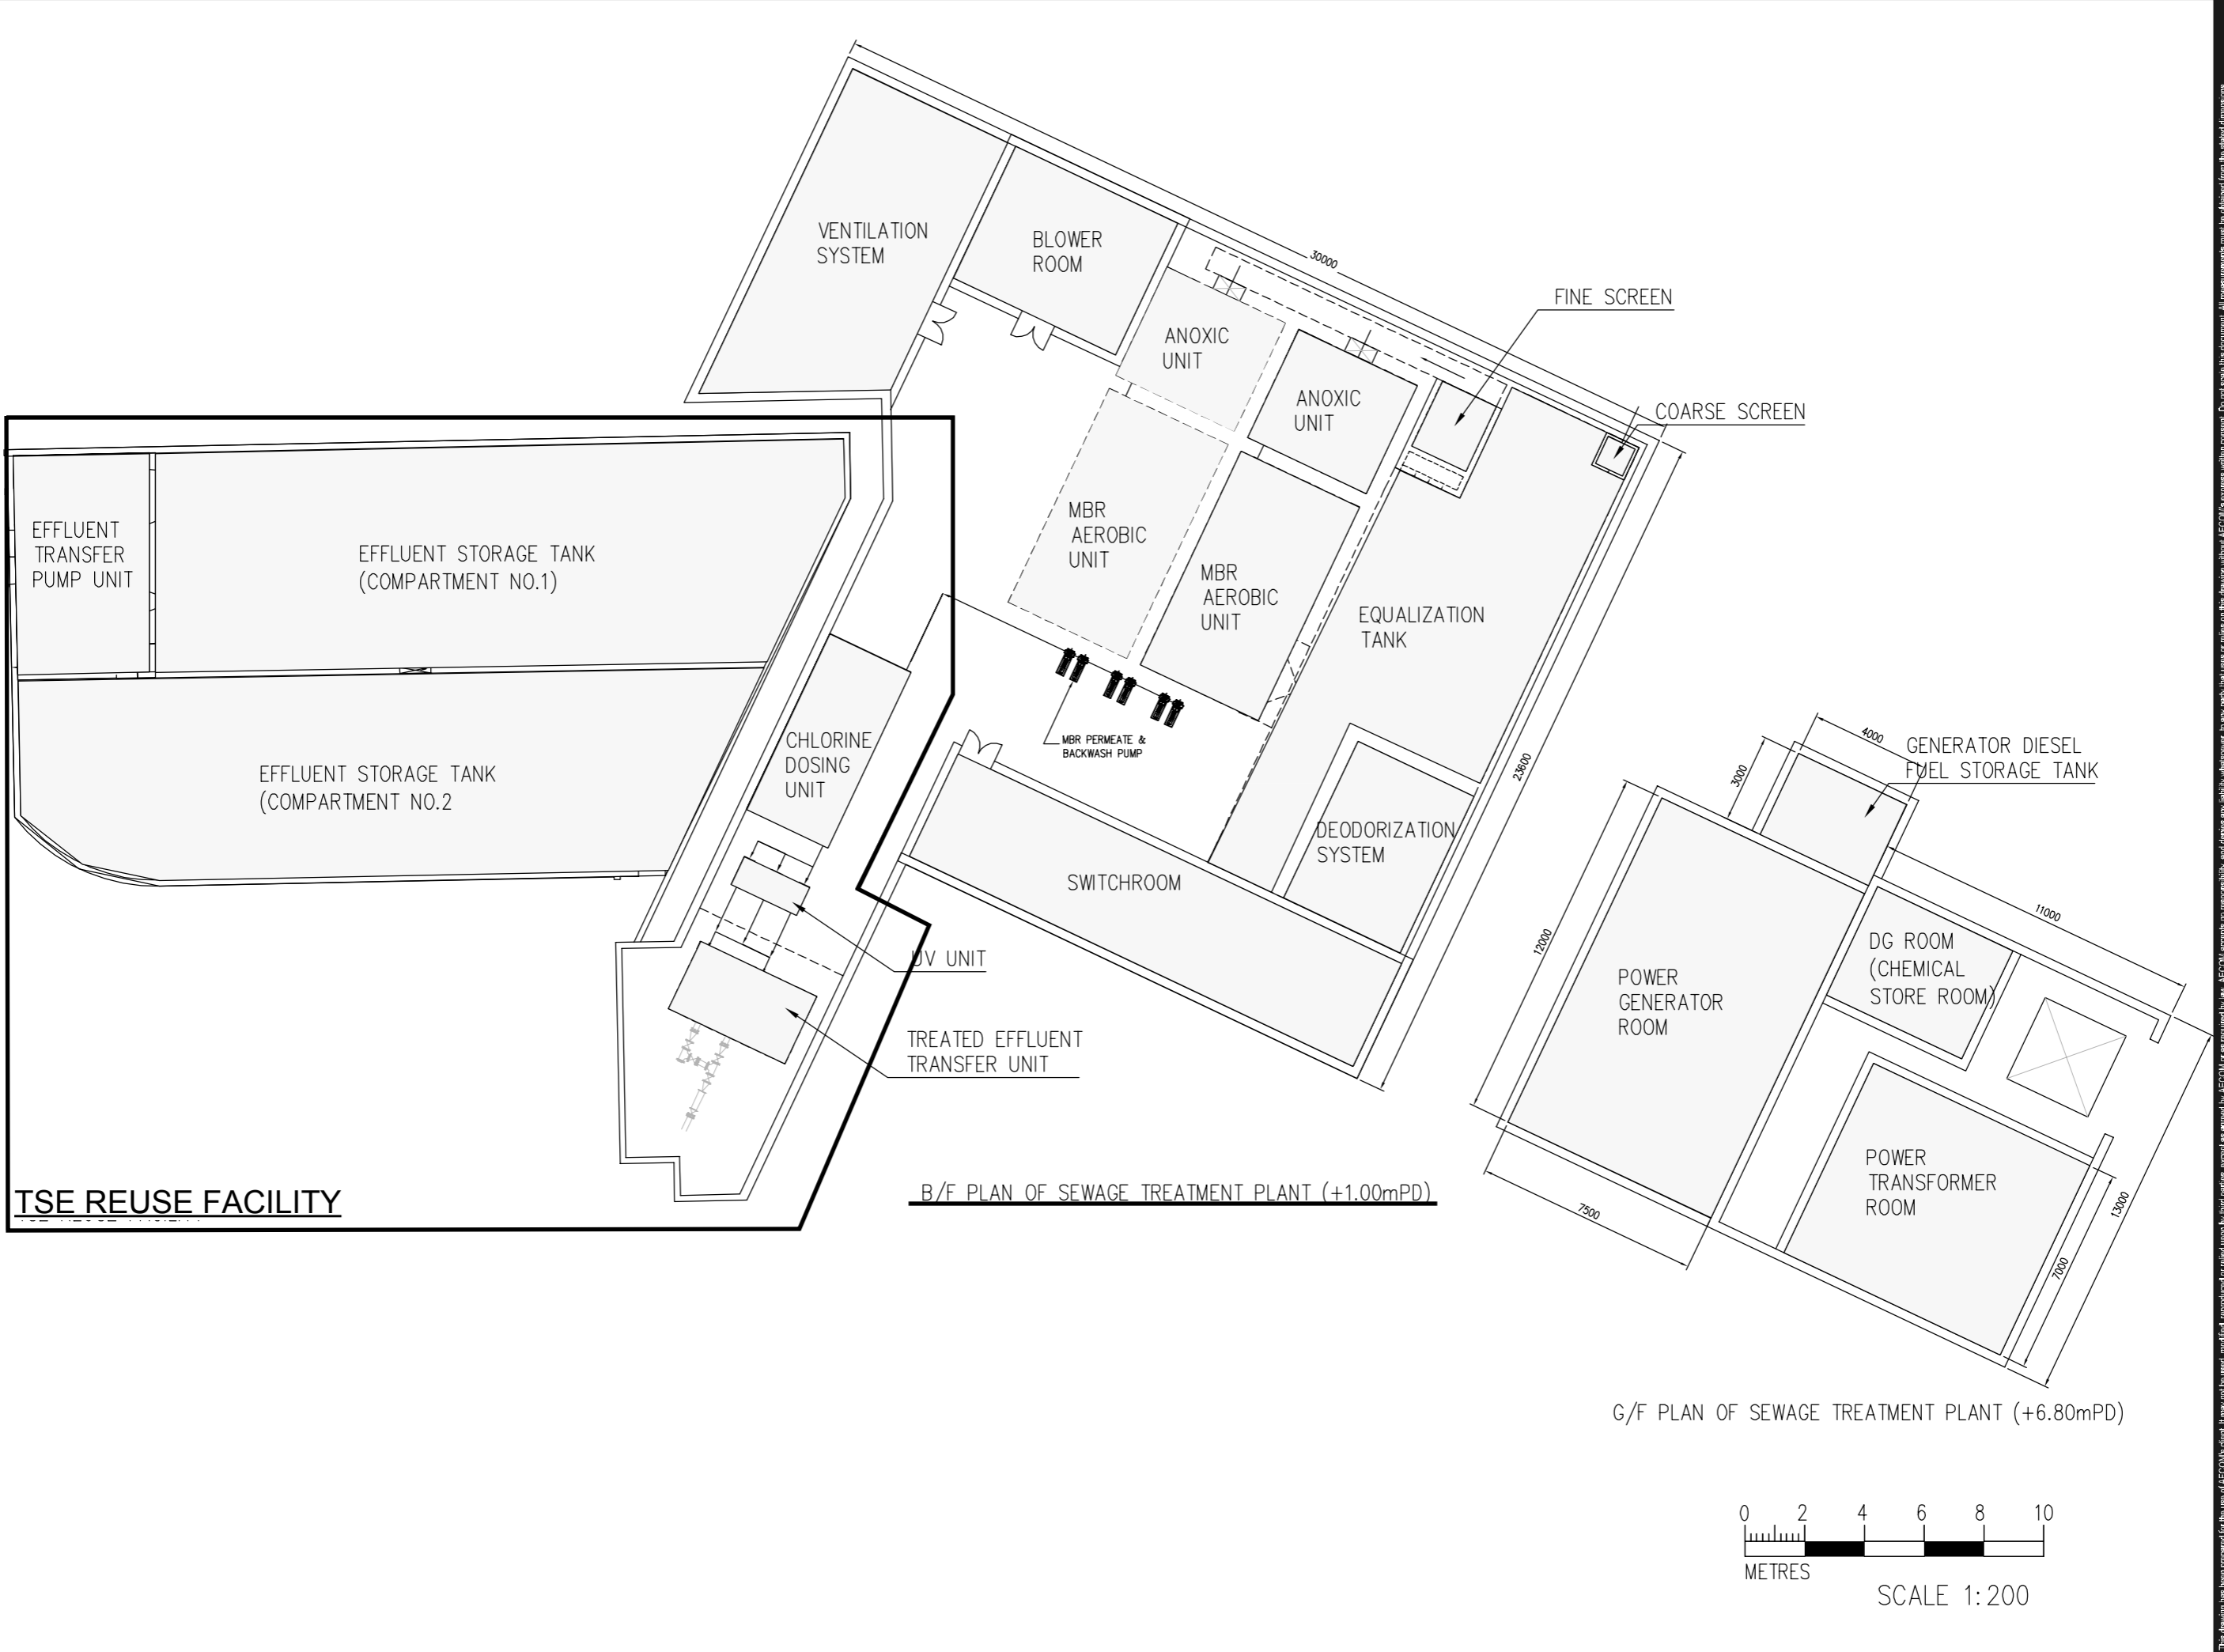 30000
VENTILATION
SYSTEM
BLOWER
ROOM
FINE SCREEN
ANOXIC
UNIT
ANOXIC
UNIT
COARSE SCREEN
EFFLUENT
TRANSFER
PUMP UNIT
EFFLUENT STORAGE TANK
(COMPARTMENT NO.1)
MBR
AEROBIC
UNIT
MBR
AEROBIC
UNIT
EQUALIZATION
TANK
EFFLUENT STORAGE TANK
(COMPARTMENT NO.2
CHLORINE
DOSING
UNIT
MBR PERMEATE &
BACKWASH PUMP
23600
DEODORIZATION
SYSTEM
SWITCHROOM
UV UNIT
TREATED EFFLUENT
TRANSFER UNIT
TSE REUSE FACILITY
B/F PLAN OF SEWAGE TREATMENT PLANT (+1.00mPD)
4000
3000
GENERATOR DIESEL
FUEL STORAGE TANK
11000
12000
DG ROOM
(CHEMICAL
STORE ROOM)
POWER
GENERATOR
ROOM
POWER
TRANSFORMER
ROOM
7500
7000
13000
G/F PLAN OF SEWAGE TREATMENT PLANT (+6.80mPD)
0 2 4 6 8 10
METRES
SCALE 1:200